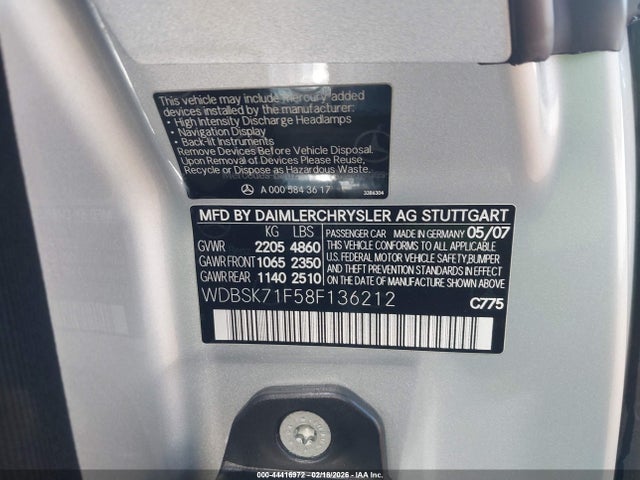 This vehicle may include mercury added
devices installed by the manufacturer:
• High Intensity Discharge Headlamps
• Navigation Display
• Back-lit Instruments
Remove Devices Before Vehicle Disposal.
Upon Removal of Devices Please Reuse,
Recycle or Dispose as Hazardous Waste.
A 000 584 36 17
MFD BY DAIMLERCHRYSLER AG STUTTGART
KG LBS PASSENGER CAR MADE IN GERMANY 05/07
GVWR 2205 4860 THIS VEHICLE CONFORMS TO ALL APPLICABLE
GAWR FRONT 1065 2350 U.S. FEDERAL MOTOR VEHICLE SAFETY, BUMPER
GAWR REAR 1140 2510 AND THEFT PREVENTION STANDARDS IN EFFECT
ON THE DATE OF MANUFACTURE SHOWN ABOVE
WDBSK71F58F136212
C775
000-44416972 - 02/18/2026 - IAA Inc.